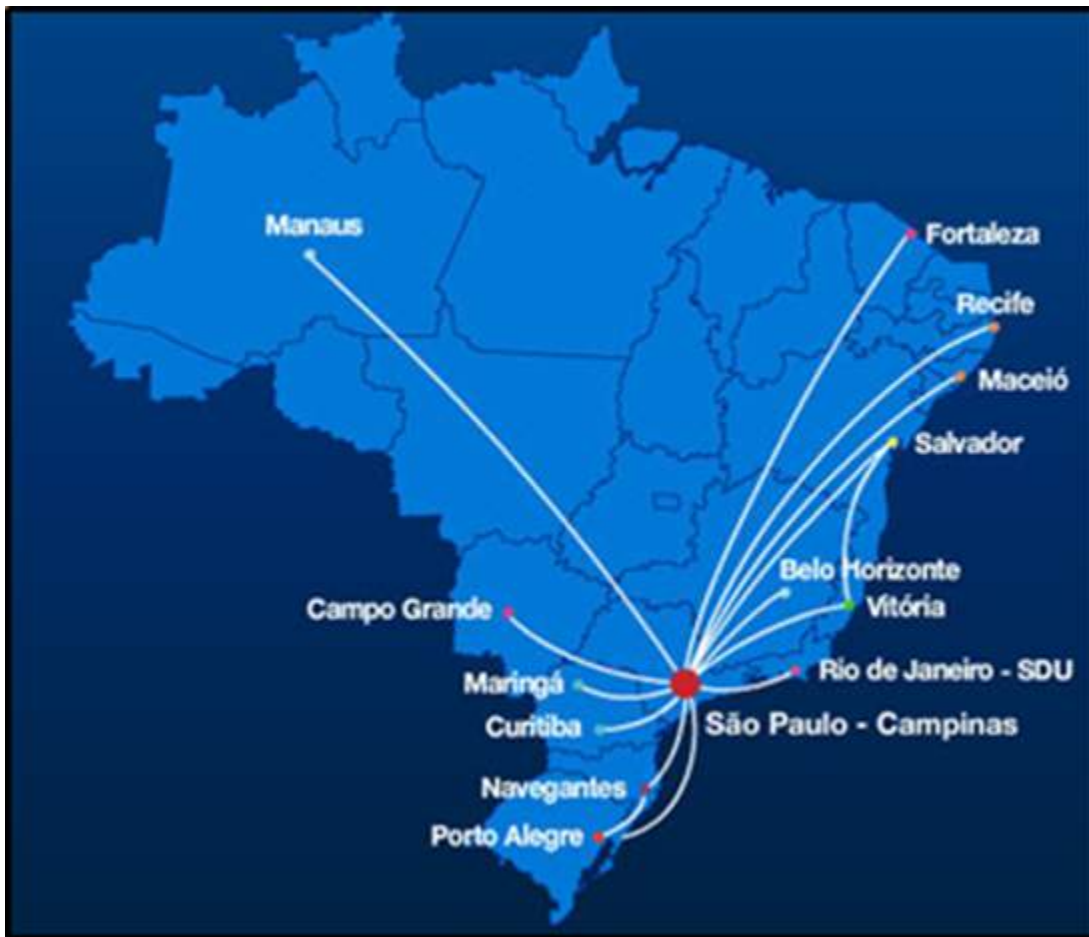 Manaus
Fortaleza
Recife
Maceió
Salvador
Belo Horizonte
Campo Grande
Vitória
Maringá
Rio de Janeiro - SDU
Curitiba
São Paulo - Campinas
Navegantes
Porto Alegre